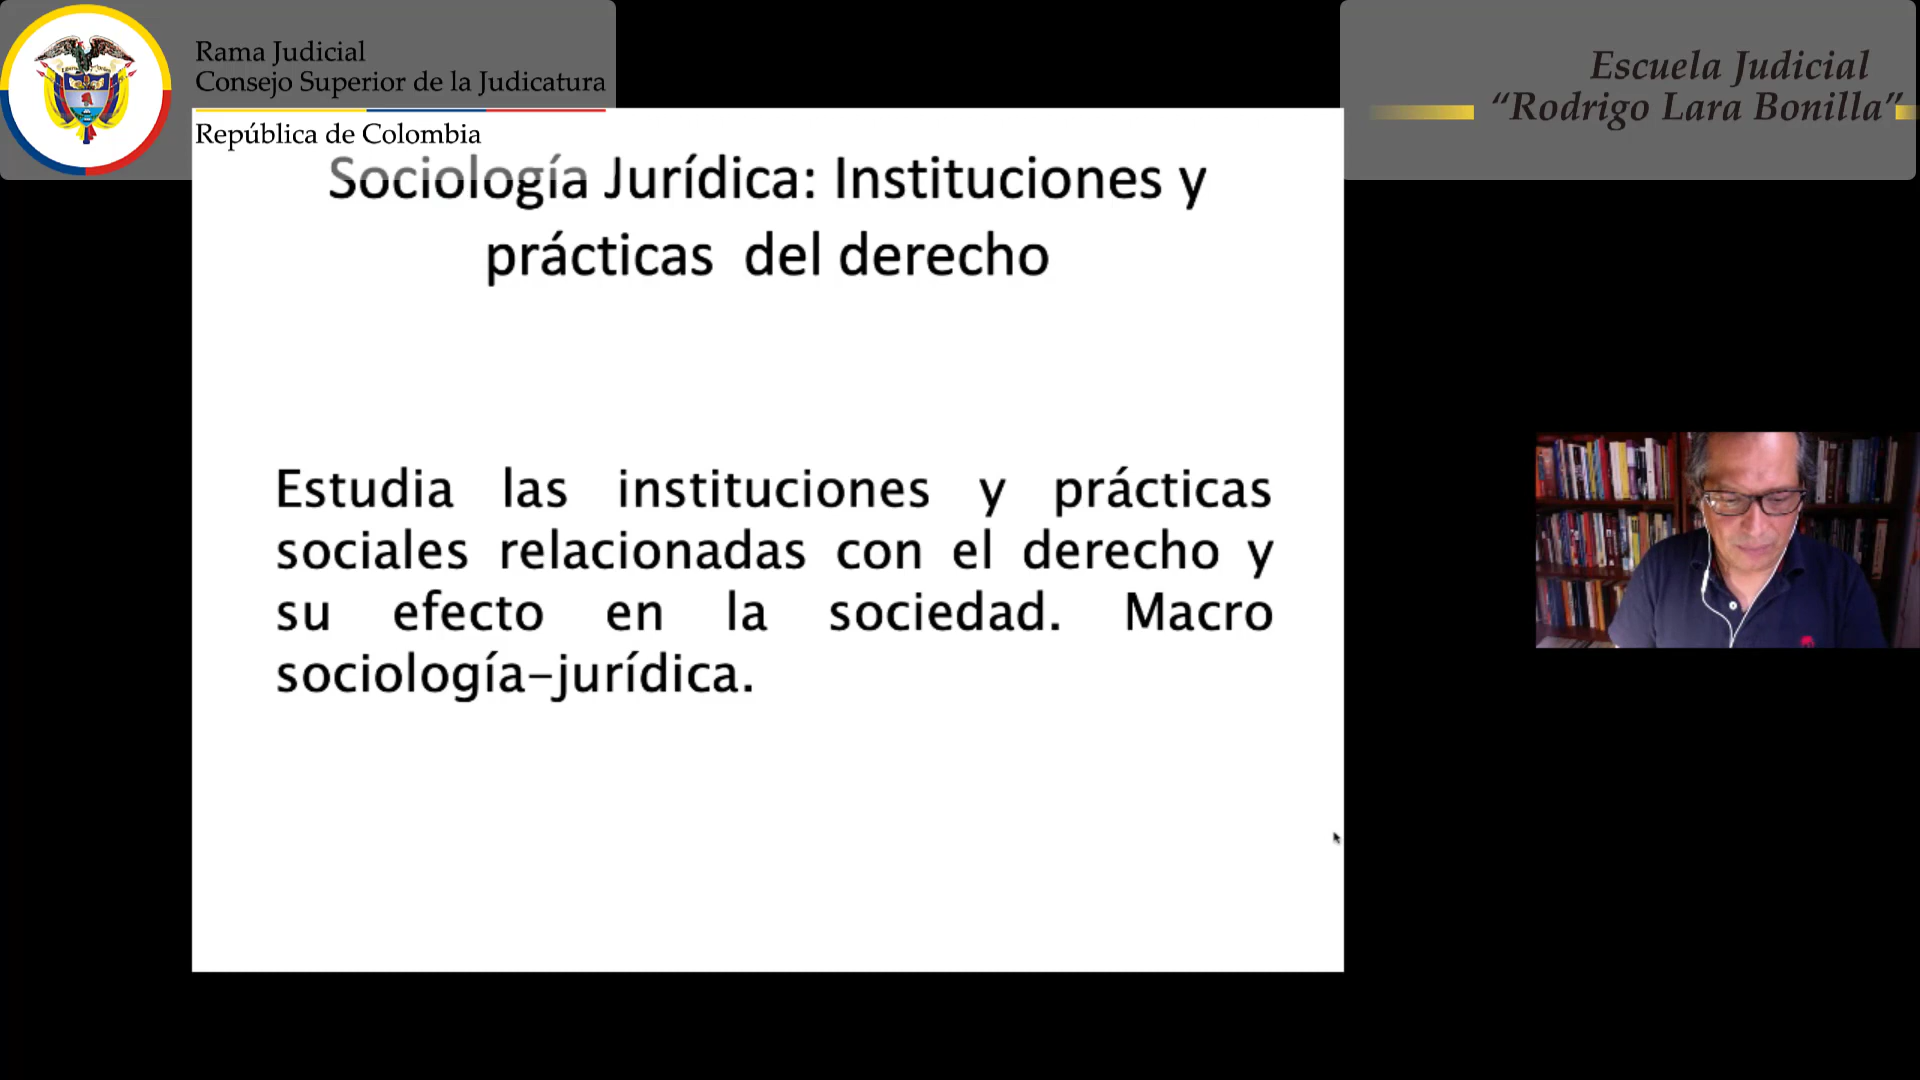 Rama Judicial
Consejo Superior de la Judicatura
República de Colombia
Escuela Judicial
“Rodrigo Lara Bonilla”
Sociología Jurídica: Instituciones y
prácticas del derecho
Estudia las instituciones y prácticas
sociales relacionadas con el derecho y
su efecto en la sociedad. Macro
sociología-jurídica.